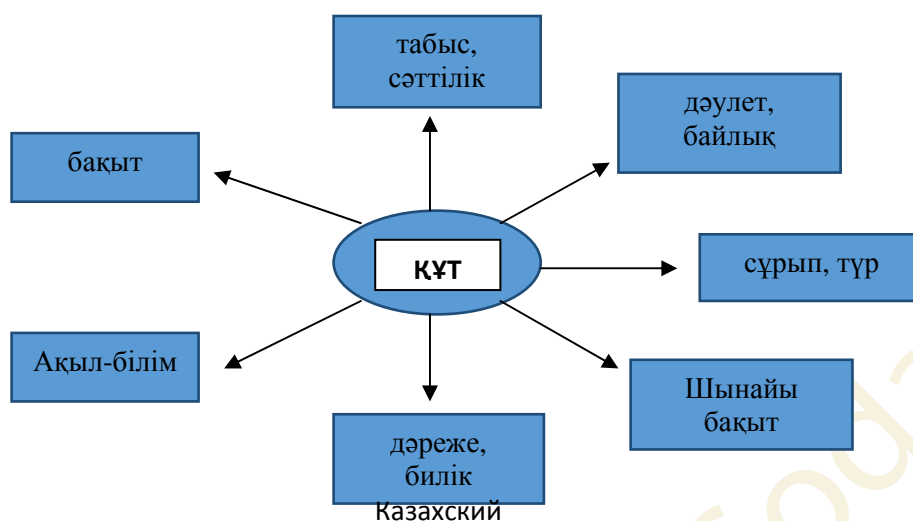 табыс,
сәттілік
дәулет,
байлық
бақыт
ҚҰТ
сұрып, түр
Ақыл-білім
Шынайы
бақыт
дәреже,
билік
Казахский